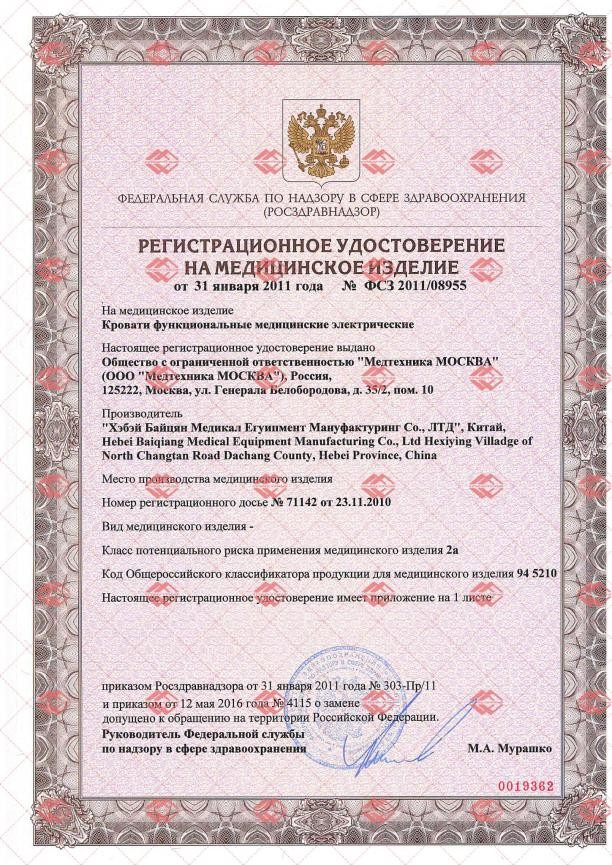 ФЕДЕРАЛЬНАЯ СЛУЖБА ПО НАДЗОРУ В СФЕРЕ ЗДРАВООХРАНЕНИЯ
(РОСЗДРАВНАДЗОР)
РЕГИСТРАЦИОННОЕ УДОСТОВЕРЕНИЕ
НА МЕДИЦИНСКОЕ ИЗДЕЛИЕ
от 31 января 2011 года № ФСЗ 2011/08955
На медицинское изделие
Кровати функциональные медицинские электрические
Настоящее регистрационное удостоверение выдано
Общество с ограниченной ответственностью "Медтехника МОСКВА"
(ООО "Медтехника МОСКВА"), Россия,
125222, Москва, ул. Генерала Белобородова, д. 35/2, пом. 10
Производитель
"Хэбэй Байцян Медикал Егуипмент Мануфактуринг Со., ЛТД", Китай,
Hebei Baiqiang Medical Equipment Manufacturing Co., Ltd Hexiying Villadge of
North Changtan Road Dachang County, Hebei Province, China
Место производства медицинского изделия
Номер регистрационного досье № 71142 от 23.11.2010
Вид медицинского изделия -
Класс потенциального риска применения медицинского изделия 2а
Код Общероссийского классификатора продукции для медицинского изделия 94 5210
Настоящее регистрационное удостоверение имеет приложение на 1 листе
приказом Росздравнадзора от 31 января 2011 года № 303-Пр/11
и приказом от 12 мая 2016 года № 4115 о замене
допущено к обращению на территории Российской Федерации.
Руководитель Федеральной службы
по надзору в сфере здравоохранения М.А. Мурашко
0019362